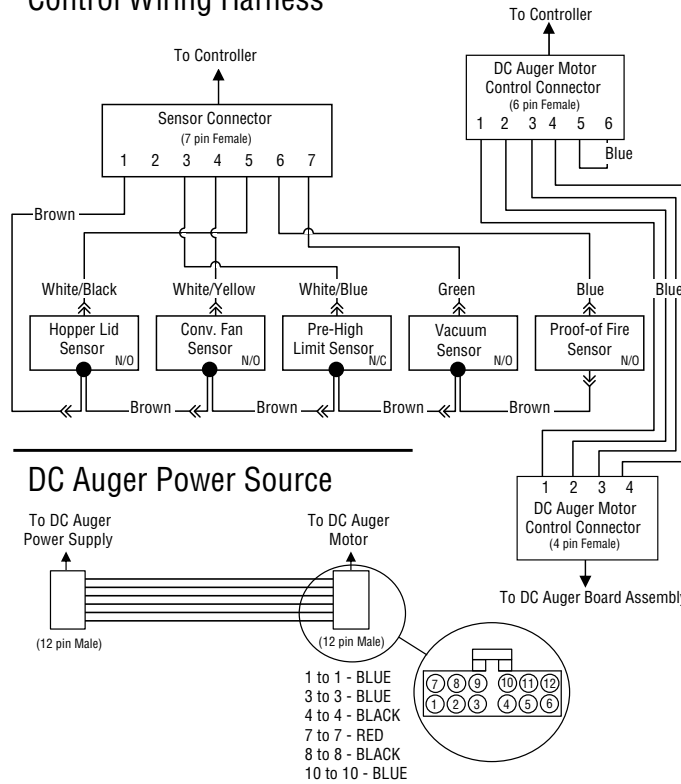 Control Wiring Harness
To Controller
Sensor Connector
(7 pin Female)
1 2 3 4 5 6 7
Brown
White/Black
White/Yellow
White/Blue
Green
Blue
Hopper Lid
Sensor
N/O
Conv. Fan
Sensor
N/O
Pre-High
Limit Sensor
N/C
Vacuum
Sensor
N/O
Proof-of Fire
Sensor
N/O
Brown
Brown
Brown
Brown
To Controller
DC Auger Motor
Control Connector
(6 pin Female)
1 2 3 4 5 6
Blue
Blue
1 2 3 4
DC Auger Motor
Control Connector
(4 pin Female)
To DC Auger Board Assembly
DC Auger Power Source
To DC Auger
Power Supply
(12 pin Male)
To DC Auger
Motor
(12 pin Male)
7 8 9 10 11 12
1 2 3 4 5 6
1 to 1 - BLUE
3 to 3 - BLUE
4 to 4 - BLACK
7 to 7 - RED
8 to 8 - BLACK
10 to 10 - BLUE